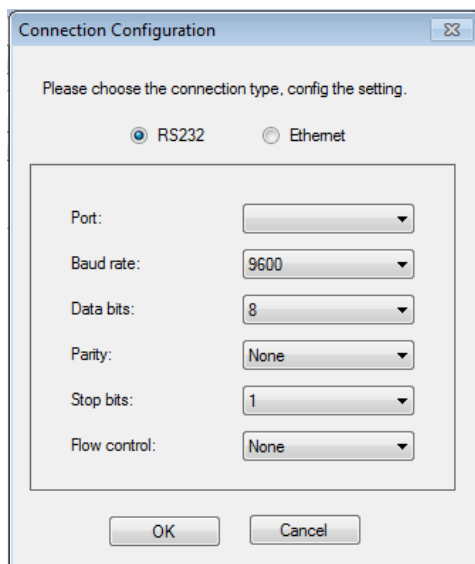 Connection Configuration
Please choose the connection type, config the setting.
RS232 Ethernet
Port:
Baud rate: 9600
Data bits: 8
Parity: None
Stop bits: 1
Flow control: None
OK Cancel